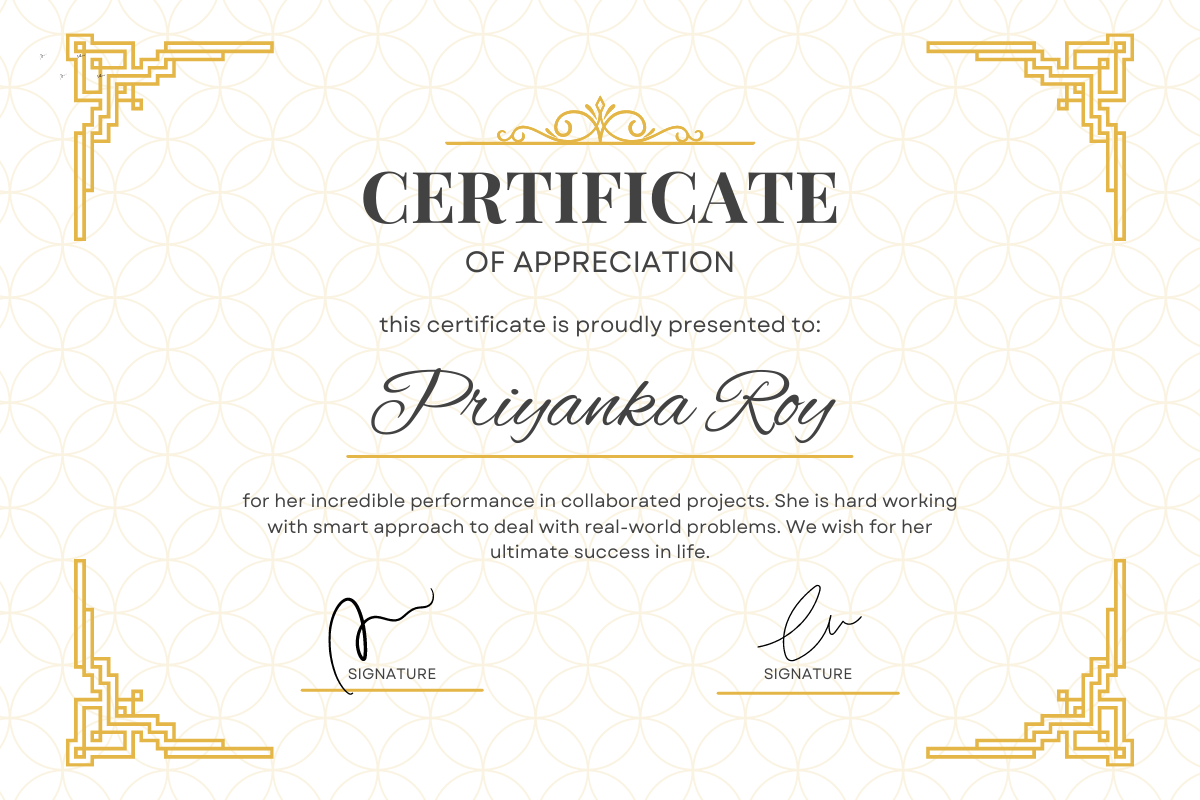 CERTIFICATE
OF APPRECIATION
this certificate is proudly presented to:
Priyanka Roy
for her incredible performance in collaborated projects. She is hard working
with smart approach to deal with real-world problems. We wish for her
ultimate success in life.
SIGNATURE
SIGNATURE